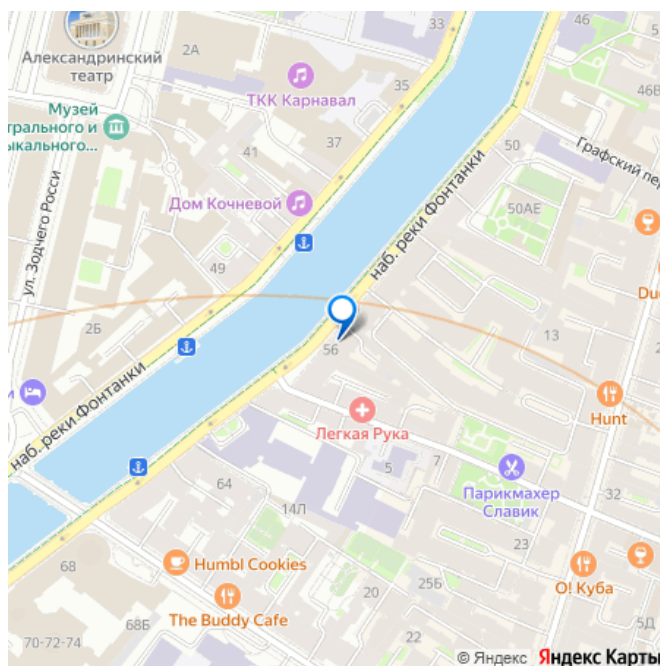 33
2А
Александринский
театр
35
ТКК Карнавал
Музей
трального и
ыкального...
37
41
46В
50
Графский пер
Дом Кочневой
50АЕ
наб. реки Фонтанки
ул. Зодчего Росси
49
Du
2Б
56
13
и
Hunt
наб. реки Фонтанки
Легкая Рука
5
7
64
14Л
Парикмахер
Славик
32
23
68
Humbl Cookies
О! Куба
25Б
20
The Buddy Cafe
68Б
5Д
22
70-72-74
© Яндекс Яндекс Карты